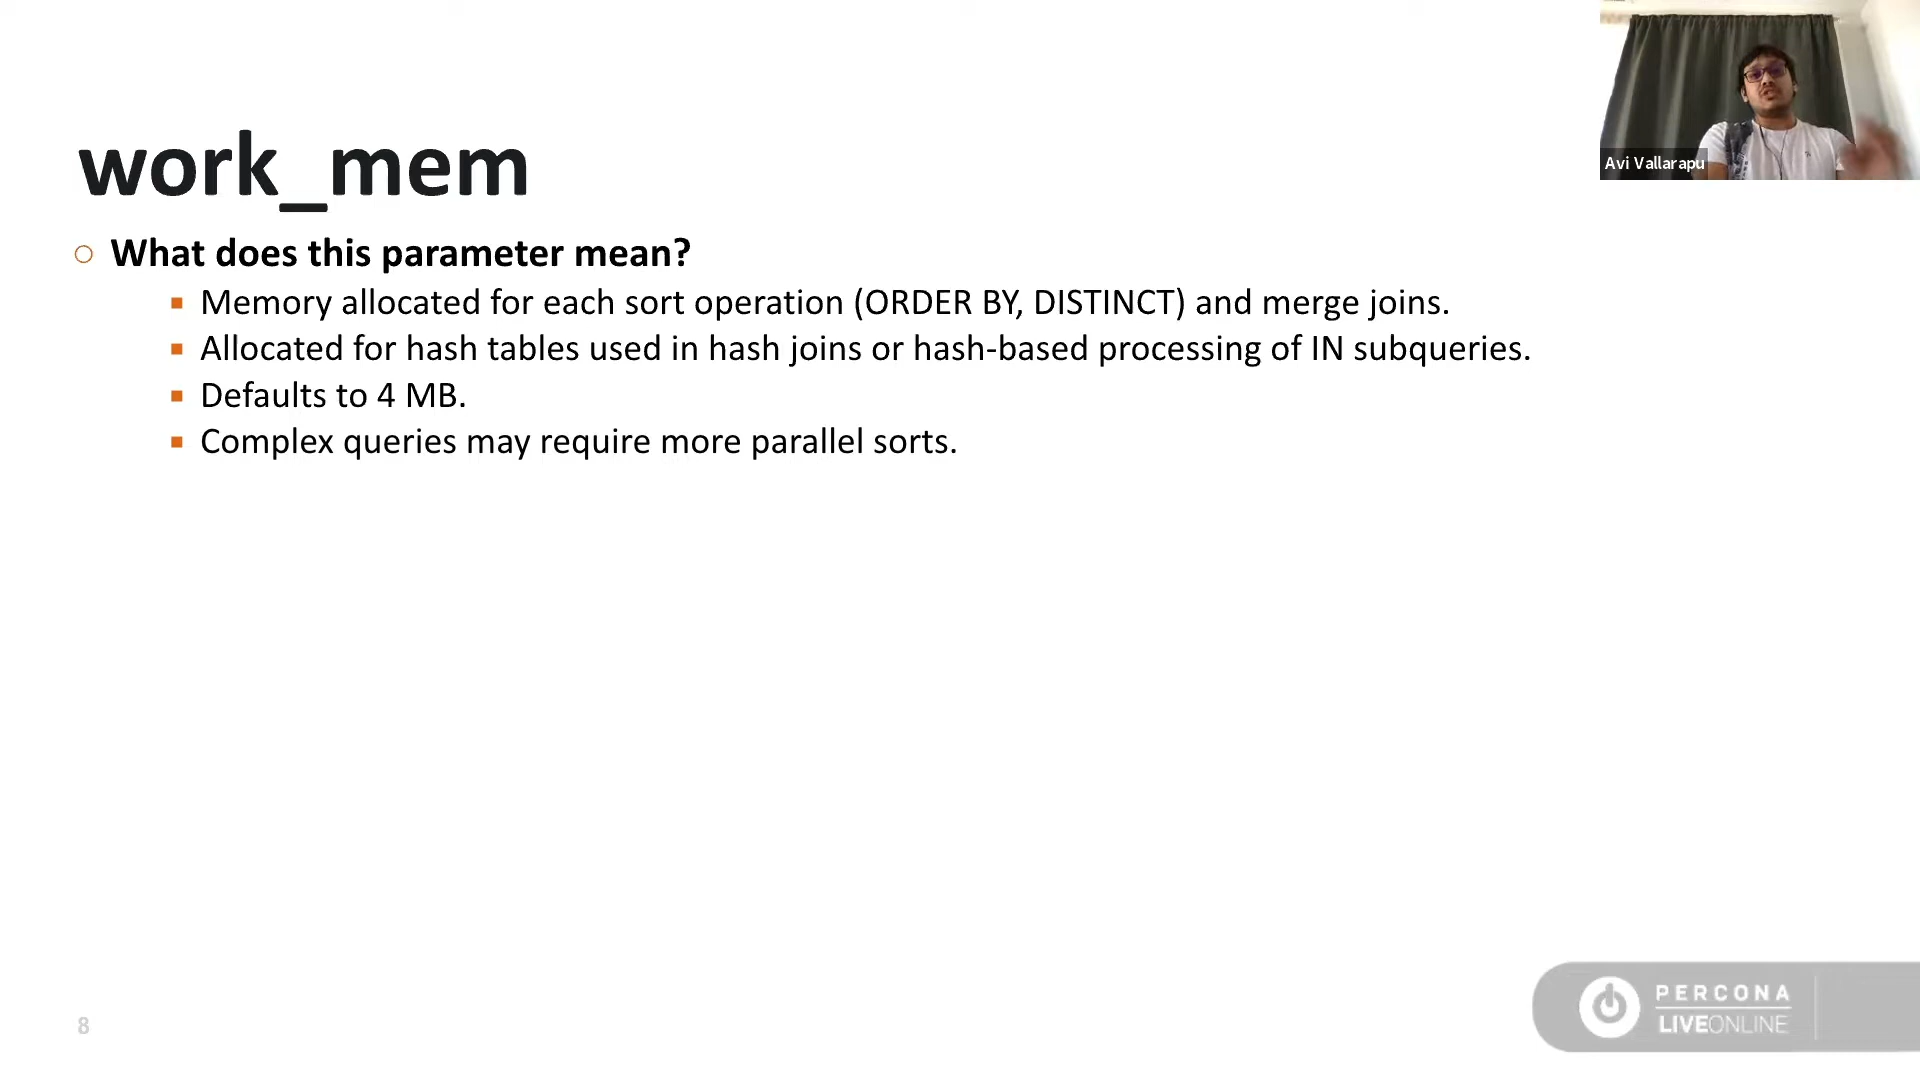 Avi Vallarapu
work_mem
What does this parameter mean?
Memory allocated for each sort operation (ORDER BY, DISTINCT) and merge joins.
Allocated for hash tables used in hash joins or hash-based processing of IN subqueries.
Defaults to 4 MB.
Complex queries may require more parallel sorts.
8
PERCONA
LIVEONLINE